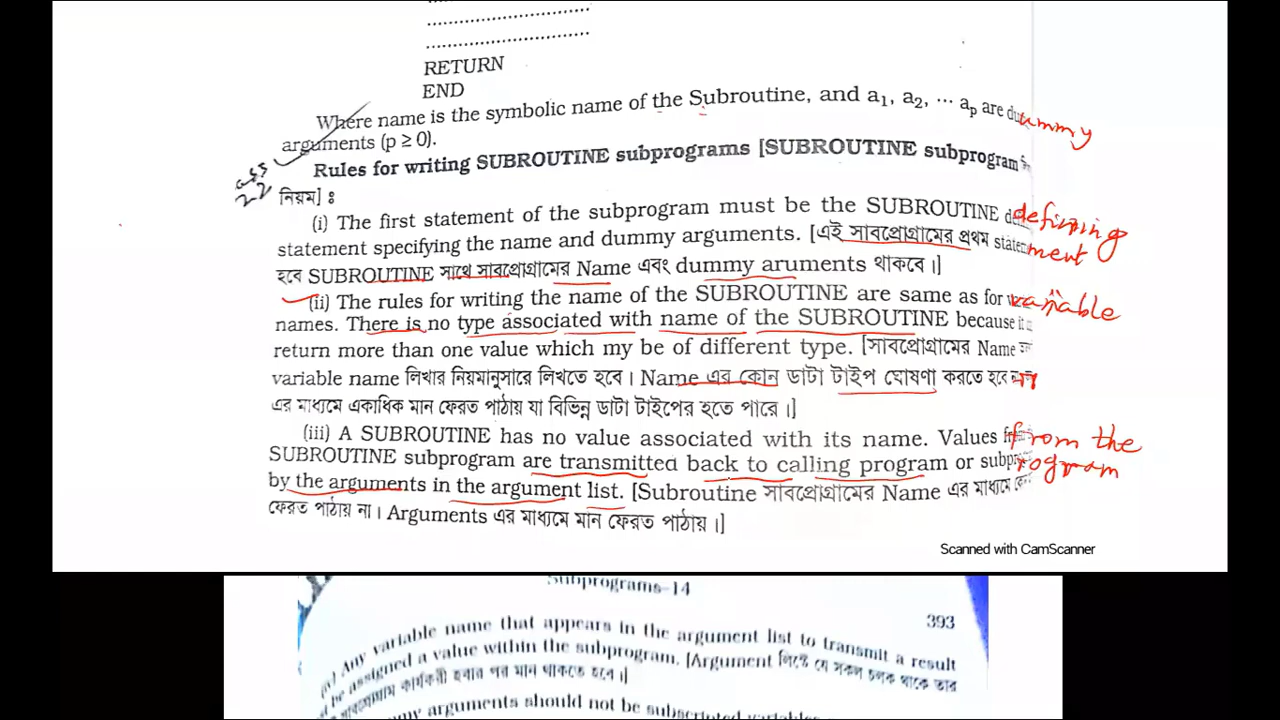 RETURN
END
Where name is the symbolic name of the Subroutine, and a1, a2, ... ap are dummy
arguments (p ≥ 0).
ass
22
Rules for writing SUBROUTINE subprograms [SUBROUTINE subprogram
নিয়ম] ঃ
(i) The first statement of the subprogram must be the SUBROUTINE defining
statement specifying the name and dummy arguments. [এই সাবপ্রোগ্রামের প্রথম statement
হবে SUBROUTINE সাথে সাবপ্রোগ্রামের Name এবং dummy aruments থাকবে।]
(ii) The rules for writing the name of the SUBROUTINE are same as for variable
names. There is no type associated with name of the SUBROUTINE because it
return more than one value which my be of different type. [সাবপ্রোগ্রামের Name
variable name লিখার নিয়মানুসারে লিখতে হবে। Name এর কোন ডাটা টাইপ ঘোষণা করতে হবে না
এর মাধ্যমে একাধিক মান ফেরত পাঠায় যা বিভিন্ন ডাটা টাইপের হতে পারে।]
(iii) A SUBROUTINE has no value associated with its name. Values from the
SUBROUTINE subprogram are transmitted back to calling program or subprogram
by the arguments in the argument list. [Subroutine সাবপ্রোগ্রামের Name এর মাধ্যমে
ফেরত পাঠায় না। Arguments এর মাধ্যমে মান ফেরত পাঠায়।]
Scanned with CamScanner
Subprograms-14
393
Any variable name that appears in the argument list to transmit a result
be assigned a value within the subprogram. [Argument লিস্টে যে সকল চলক থাকে তার
কার্যকরী হবার পর মান থাকতে হবে।]
arguments should not be subscripted